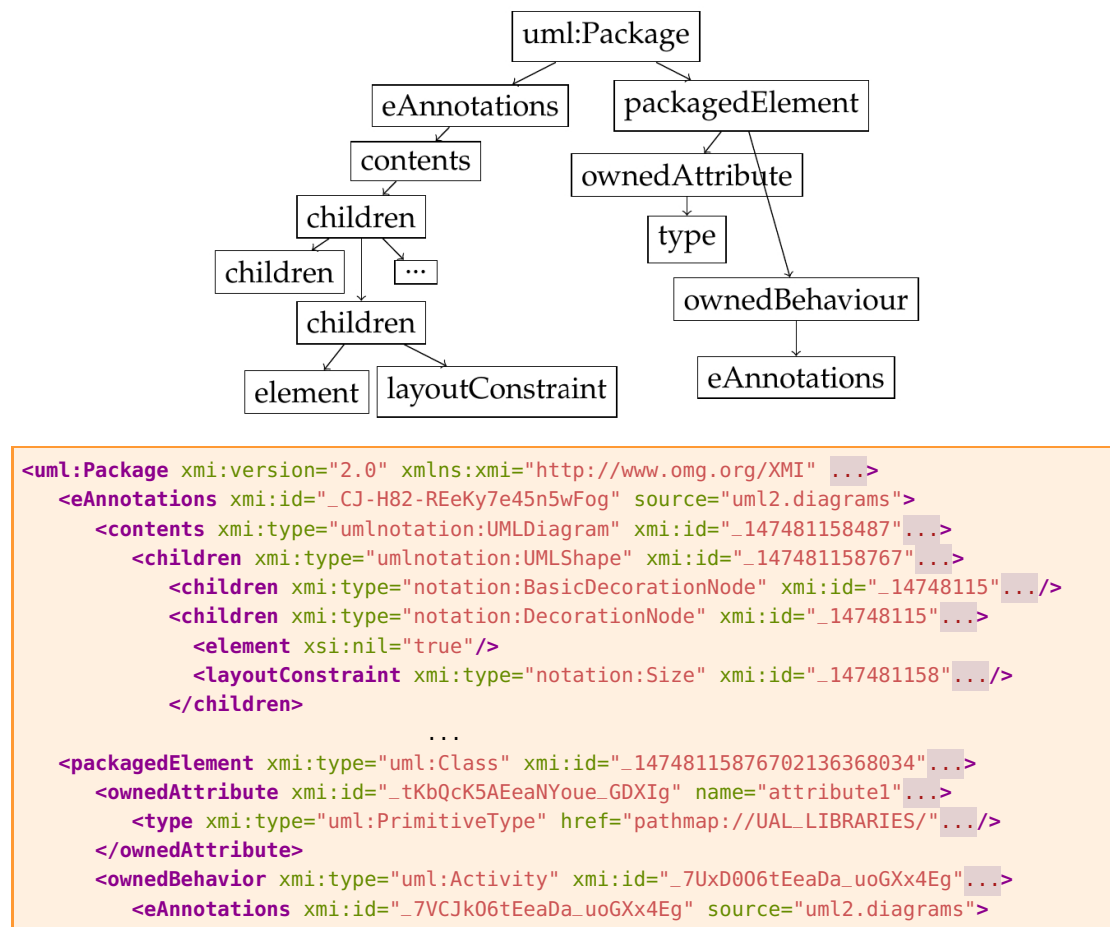 uml:Package
eAnnotations
packagedElement
contents
ownedAttribute
children
type
children
...
ownedBehaviour
children
element
layoutConstraint
eAnnotations
<uml:Package xmi:version="2.0" xmlns:xmi="http://www.omg.org/XMI" ...>
<eAnnotations xmi:id="_CJ-H82-REeKy7e45n5wFog" source="uml2.diagrams">
<contents xmi:type="umlnotation:UMLDiagram" xmi:id="_147481158487"...>
<children xmi:type="umlnotation:UMLShape" xmi:id="_147481158767"...>
<children xmi:type="notation:BasicDecorationNode" xmi:id="_14748115".../>
<children xmi:type="notation:DecorationNode" xmi:id="_14748115"...>
<element xsi:nil="true"/>
<layoutConstraint xmi:type="notation:Size" xmi:id="_147481158".../>
</children>
...
<packagedElement xmi:type="uml:Class" xmi:id="_14748115876702136368034"...>
<ownedAttribute xmi:id="_tKbQcK5AEeaNYoue_GDXIg" name="attribute1"...>
<type xmi:type="uml:PrimitiveType" href="pathmap://UAL_LIBRARIES/".../>
</ownedAttribute>
<ownedBehavior xmi:type="uml:Activity" xmi:id="_7UxD0O6tEeaDa_uoGXx4Eg"...>
<eAnnotations xmi:id="_7VCJkO6tEeaDa_uoGXx4Eg" source="uml2.diagrams">